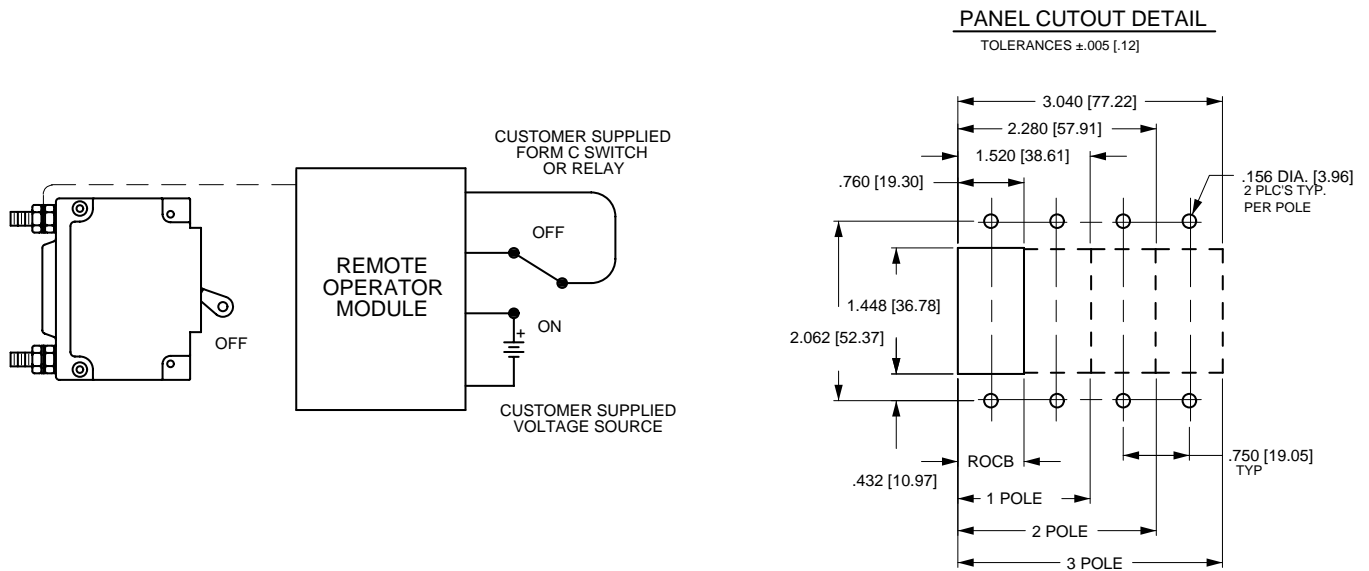 PANEL CUTOUT DETAIL
TOLERANCES ±.005 [.12]
CUSTOMER SUPPLIED
FORM C SWITCH
OR RELAY
OFF
REMOTE
OPERATOR
MODULE
ON
+
OFF
CUSTOMER SUPPLIED
VOLTAGE SOURCE
3.040 [77.22]
2.280 [57.91]
1.520 [38.61]
.760 [19.30]
.156 DIA. [3.96]
2 PLC'S TYP.
PER POLE
1.448 [36.78]
2.062 [52.37]
.432 [10.97]
ROCB
.750 [19.05]
TYP
1 POLE
2 POLE
3 POLE